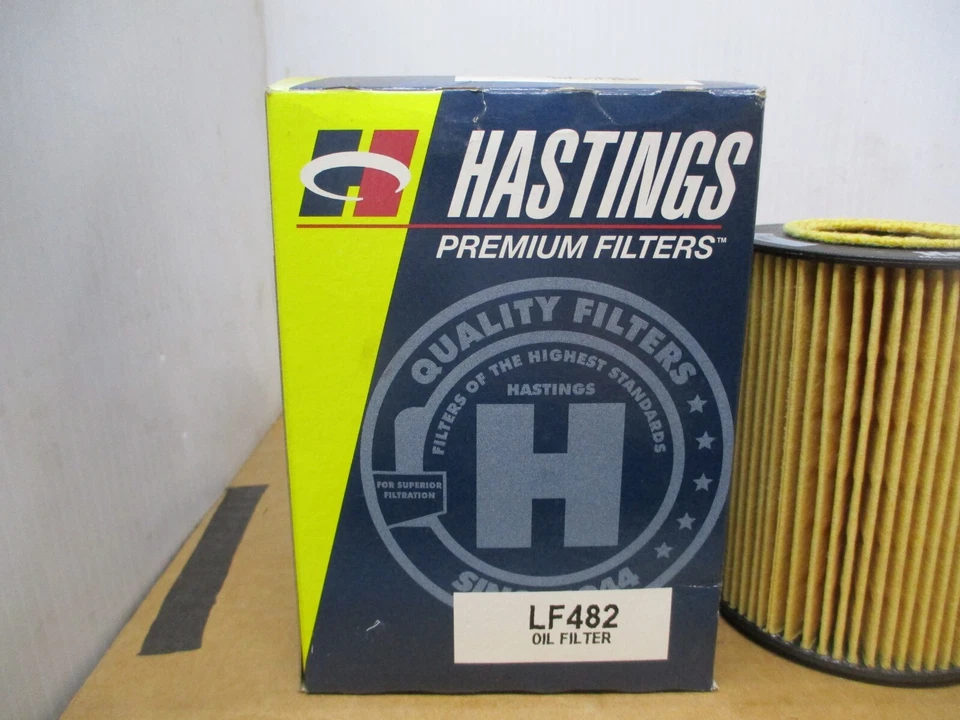 HASTINGS
PREMIUM FILTERS™
QUALITY FILTERS
FILTERS OF THE HIGHEST STANDARDS
HASTINGS
H
FOR SUPERIOR
FILTRATION
LF482
OIL FILTER